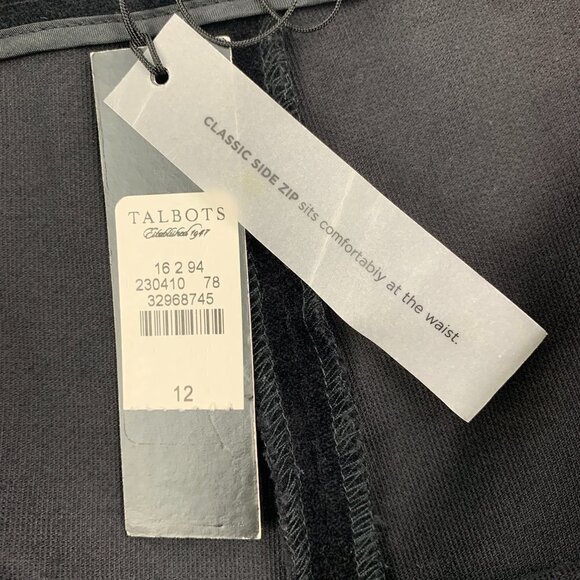 TALBOTS
Established 1947
16 2 94
230410 78
32968745
12
CLASSIC SIDE ZIP sits comfortably at the waist.